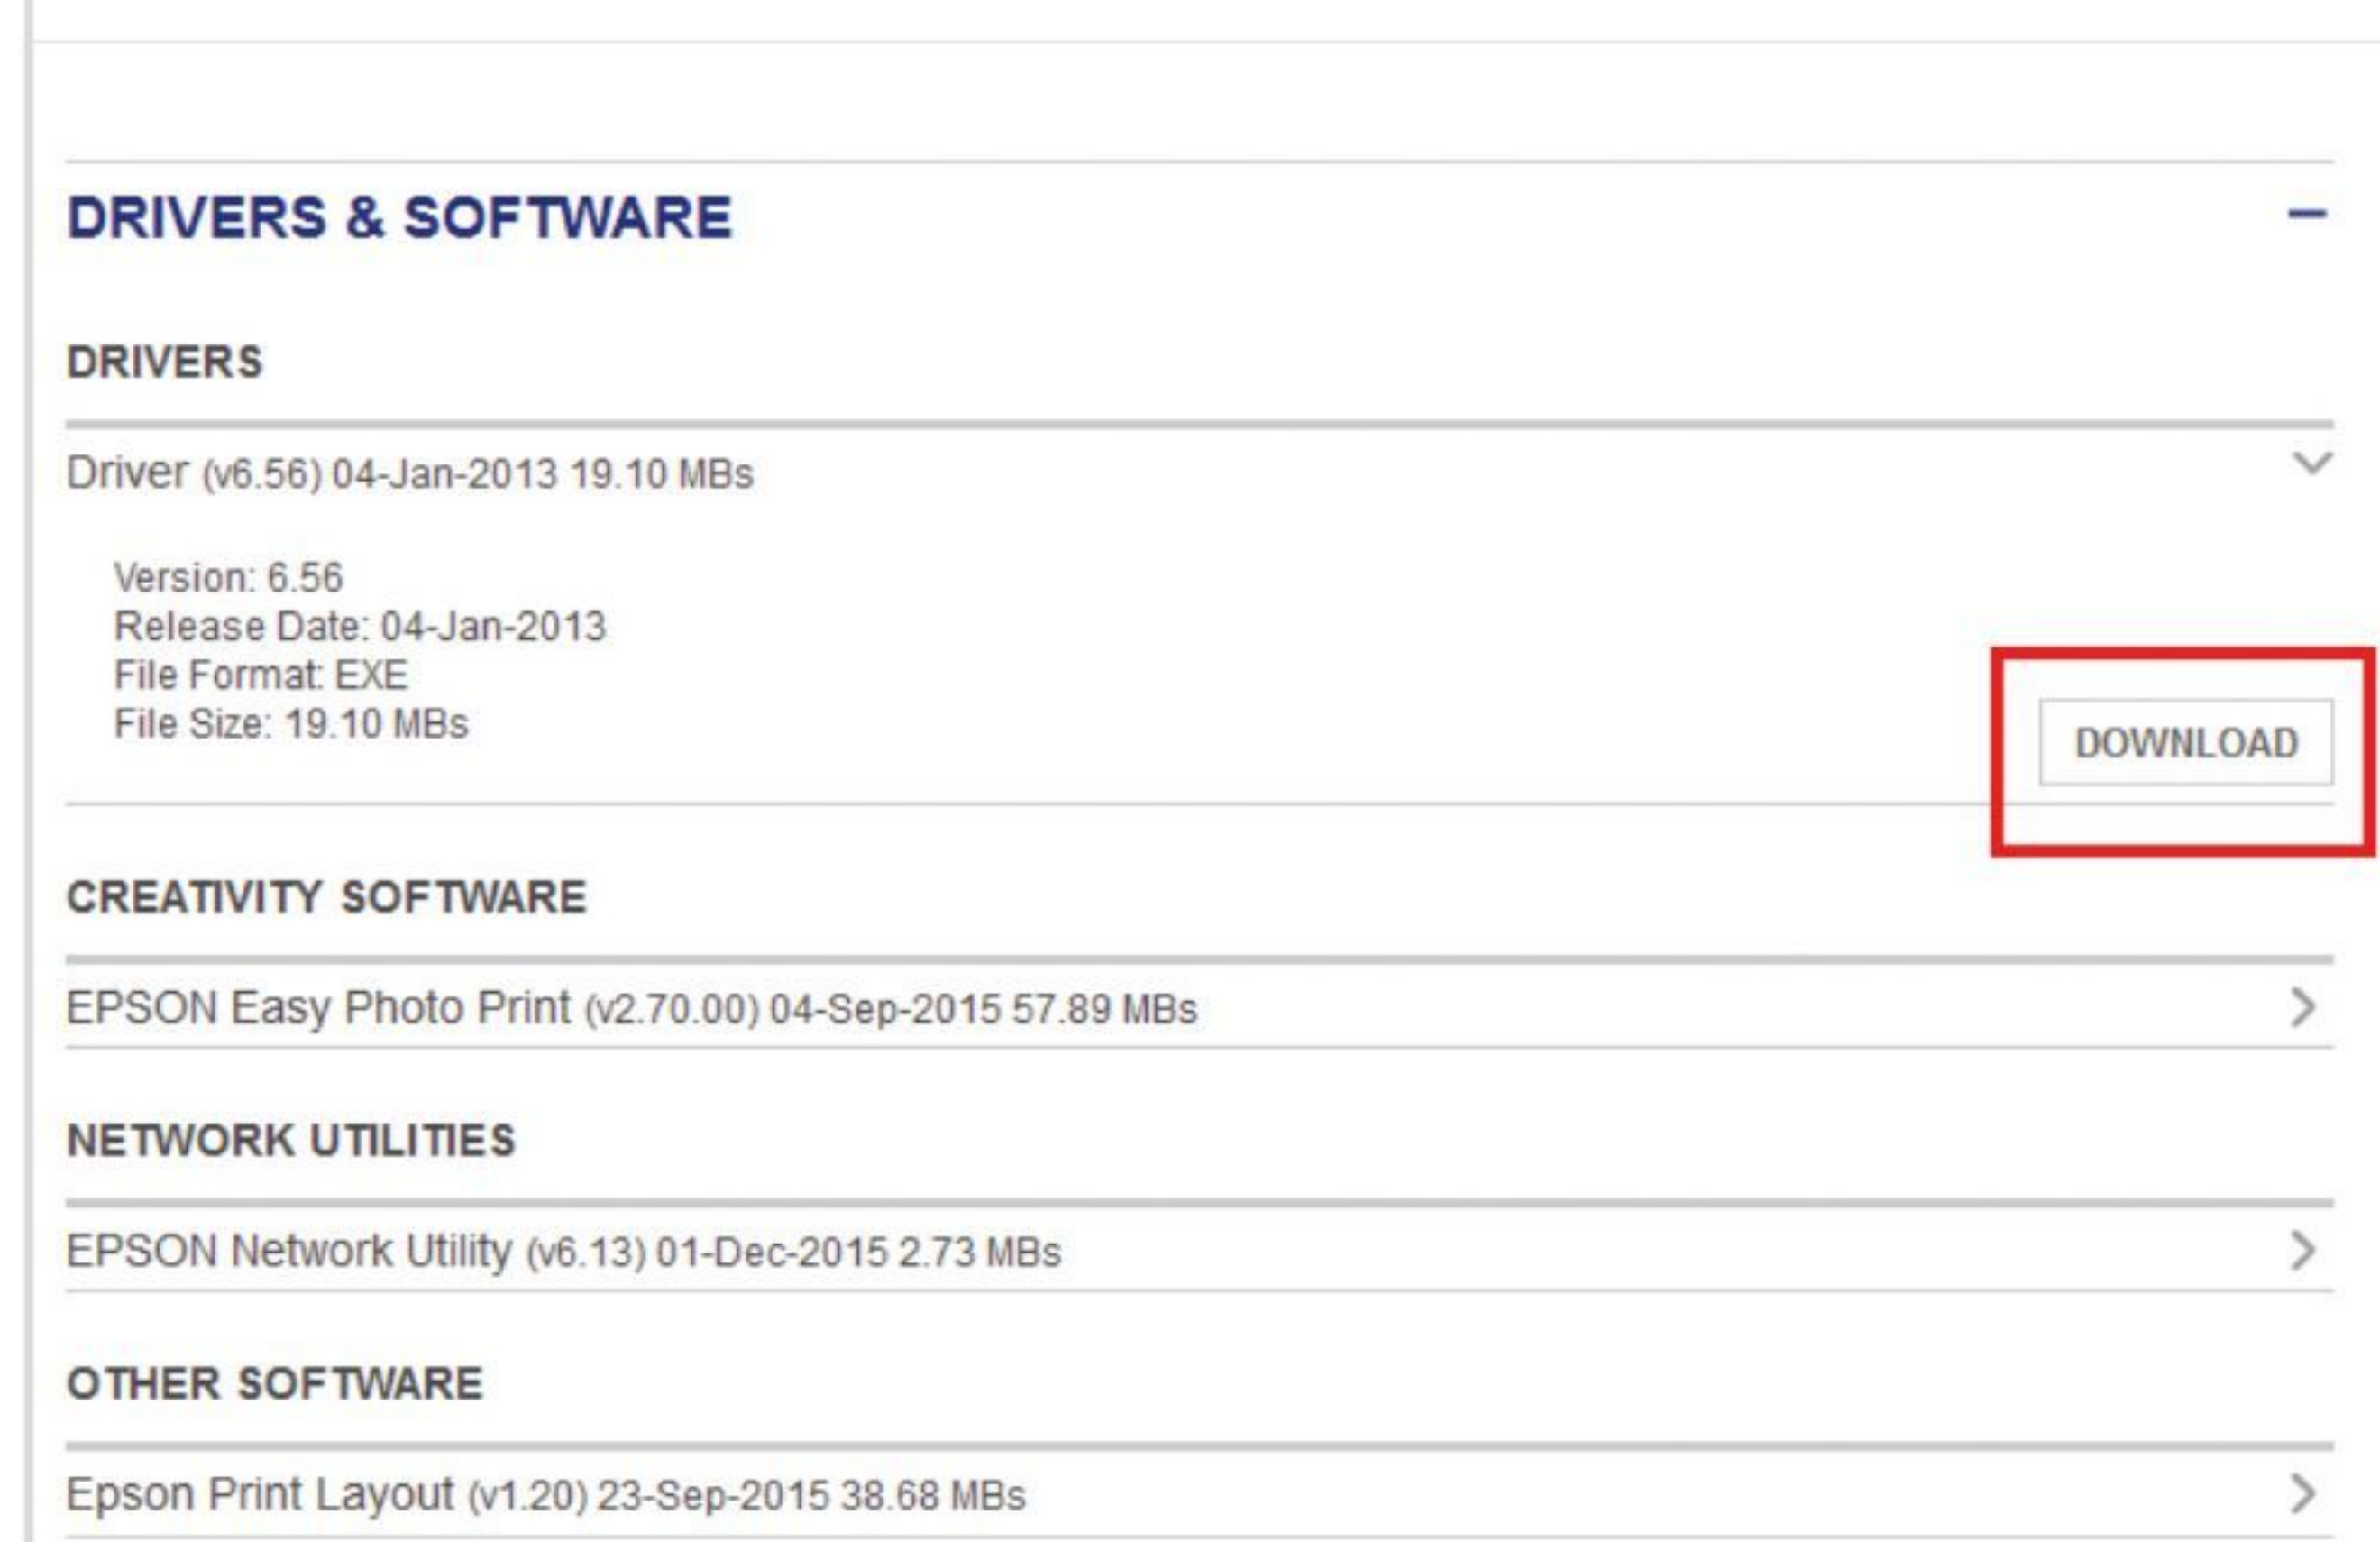 DRIVERS & SOFTWARE
DRIVERS
Driver (v6.56) 04-Jan-2013 19.10 MBs
Version: 6.56
Release Date: 04-Jan-2013
File Format: EXE
File Size: 19.10 MBs
DOWNLOAD
CREATIVITY SOFTWARE
EPSON Easy Photo Print (v2.70.00) 04-Sep-2015 57.89 MBs
NETWORK UTILITIES
EPSON Network Utility (v6.13) 01-Dec-2015 2.73 MBs
OTHER SOFTWARE
Epson Print Layout (v1.20) 23-Sep-2015 38.68 MBs